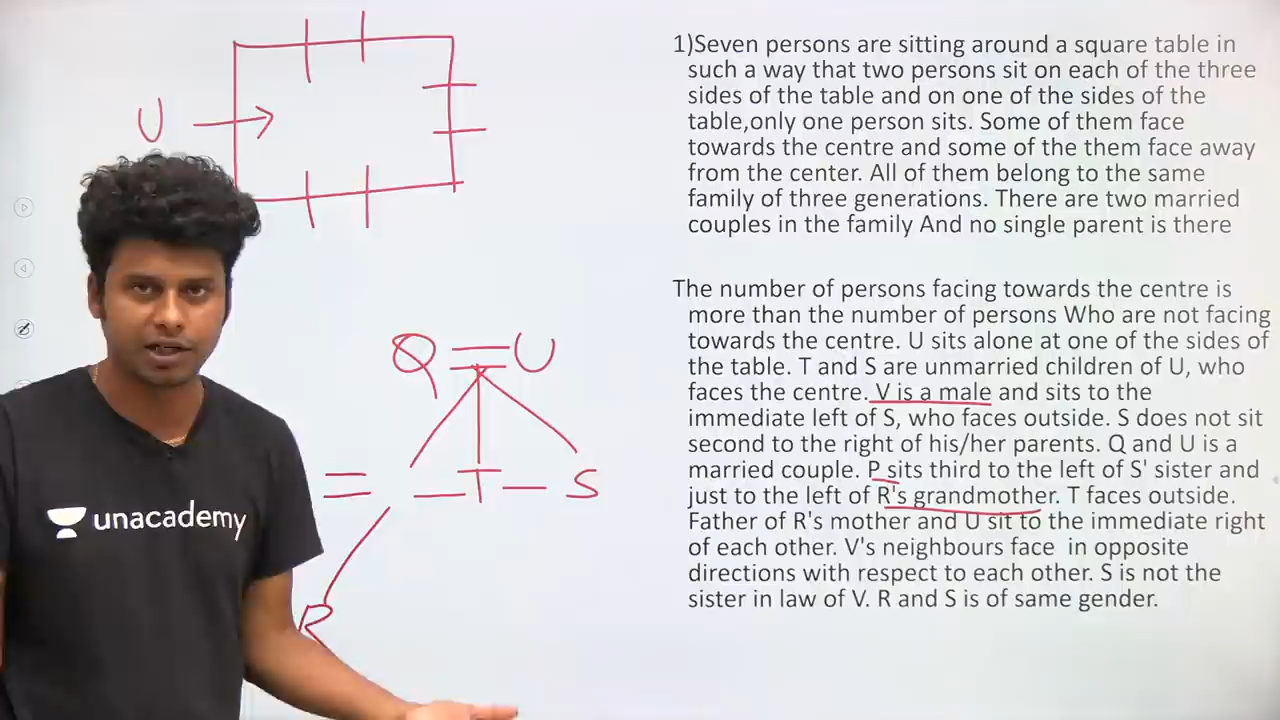 1)Seven persons are sitting around a square table in
such a way that two persons sit on each of the three
sides of the table and on one of the sides of the
table,only one person sits. Some of them face
towards the centre and some of the them face away
from the center. All of them belong to the same
family of three generations. There are two married
couples in the family And no single parent is there
The number of persons facing towards the centre is
more than the number of persons Who are not facing
towards the centre. U sits alone at one of the sides of
the table. T and S are unmarried children of U, who
faces the centre. V is a male and sits to the
immediate left of S, who faces outside. S does not sit
second to the right of his/her parents. Q and U is a
married couple. P sits third to the left of S' sister and
just to the left of R's grandmother. T faces outside.
Father of R's mother and U sit to the immediate right
of each other. V's neighbours face in opposite
directions with respect to each other. S is not the
sister in law of V. R and S is of same gender.
U
Q = U
= — T — S
R
unacademy